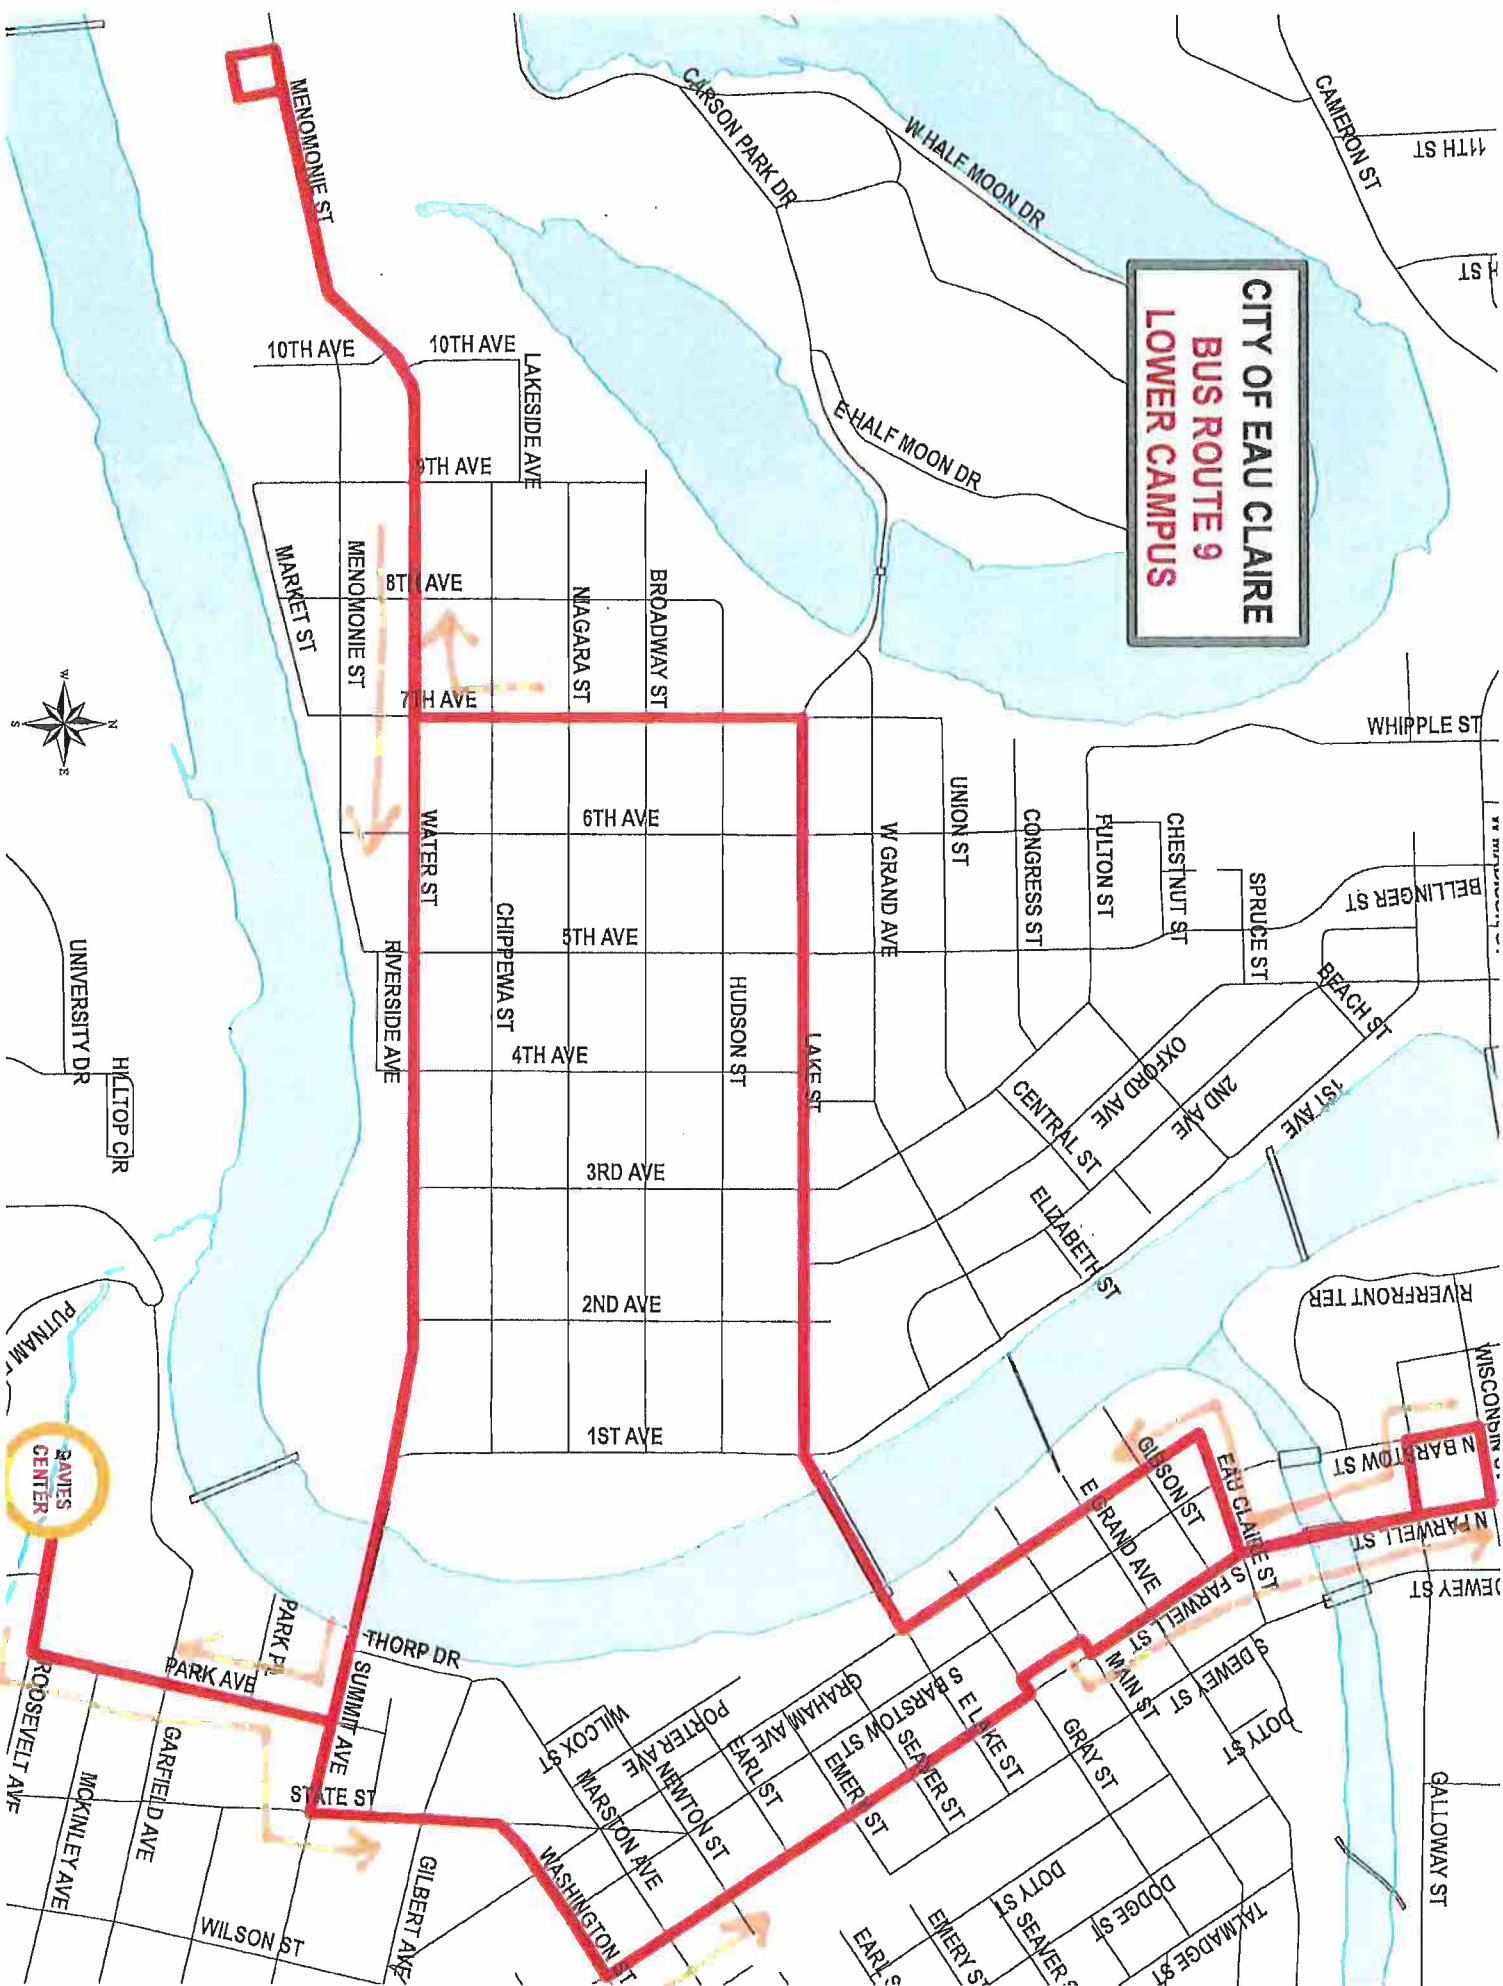 CITY OF EAU CLAIRE
BUS ROUTE 9
LOWER CAMPUS
CAMERON ST
11TH ST
H ST
W HALF MOON DR
CARSON PARK DR
E HALF MOON DR
MENOMONIE ST
10TH AVE
10TH AVE
LAKESIDE AVE
9TH AVE
8TH AVE
7TH AVE
MARKET ST
MENOMONIE ST
NIAGARA ST
BROADWAY ST
WHIPPLE ST
W
N
S
E
WATER ST
6TH AVE
W GRAND AVE
UNION ST
CONGRESS ST
FULTON ST
CHESTNUT ST
SPRUCE ST
BELLINGER ST
BEACH ST
5TH AVE
CHIPPEWA ST
RIVERSIDE AVE
4TH AVE
HUDSON ST
LAKE ST
UNIVERSITY DR
HILLTOP CIR
OXFORD AVE
2ND AVE
1ST AVE
CENTRAL ST
ELIZABETH ST
3RD AVE
2ND AVE
1ST AVE
RIVERFRONT TER
WISCONSIN
N BARSTOW ST
N FARWELL ST
DEWEY ST
EAU CLAIRE ST
GIBSON ST
E GRAND AVE
S FARWELL ST
MAIN ST
S DEWEY ST
DOTY ST
GALLOWAY ST
PUTNAM
DAVIES
CENTER
PARK PL
PARK AVE
THORP DR
SUMMIT AVE
STATE ST
ROOSEVELT AVE
MCKINLEY AVE
GARFIELD AVE
WILSON ST
GILBERT AVE
WASHINGTON ST
WILCOX ST
MARSTON AVE
PORTER AVE
NEWTON ST
EARL ST
GRAHAM AVE
S BARSTOW ST
EMERY ST
SEAVER ST
E LAKE ST
GRAY ST
DOTY ST
DODGE ST
TALMADGE ST
SEAVER S
EMERY ST
EARL S